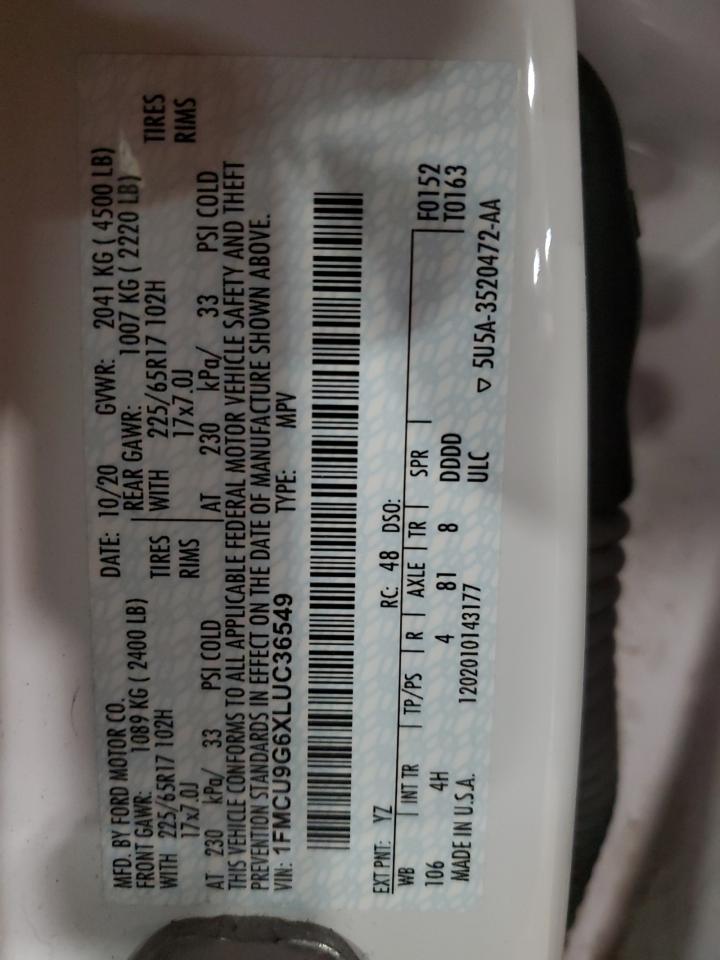 MFD. BY FORD MOTOR CO. DATE: 10/20 GVWR: 2041 KG ( 4500 LB)
FRONT GAWR: 1089 KG ( 2400 LB) REAR GAWR: 1007 KG ( 2220 LB)
WITH 225/65R17 102H TIRES WITH 225/65R17 102H TIRES
17x7.0J RIMS 17x7.0J RIMS
AT 230 kPa/ 33 PSI COLD AT 230 kPa/ 33 PSI COLD
THIS VEHICLE CONFORMS TO ALL APPLICABLE FEDERAL MOTOR VEHICLE SAFETY AND THEFT
PREVENTION STANDARDS IN EFFECT ON THE DATE OF MANUFACTURE SHOWN ABOVE.
VIN: 1FMCU9G6XLUC36549 TYPE: MPV
EXT PNT: YZ RC: 48 DSO:
WB INT TR TP/PS R AXLE TR SPR F0152
106 4H 4 81 8 DDDD T0163
MADE IN U.S.A. 1202010143177 ULC
▽ 5U5A-3520472-AA